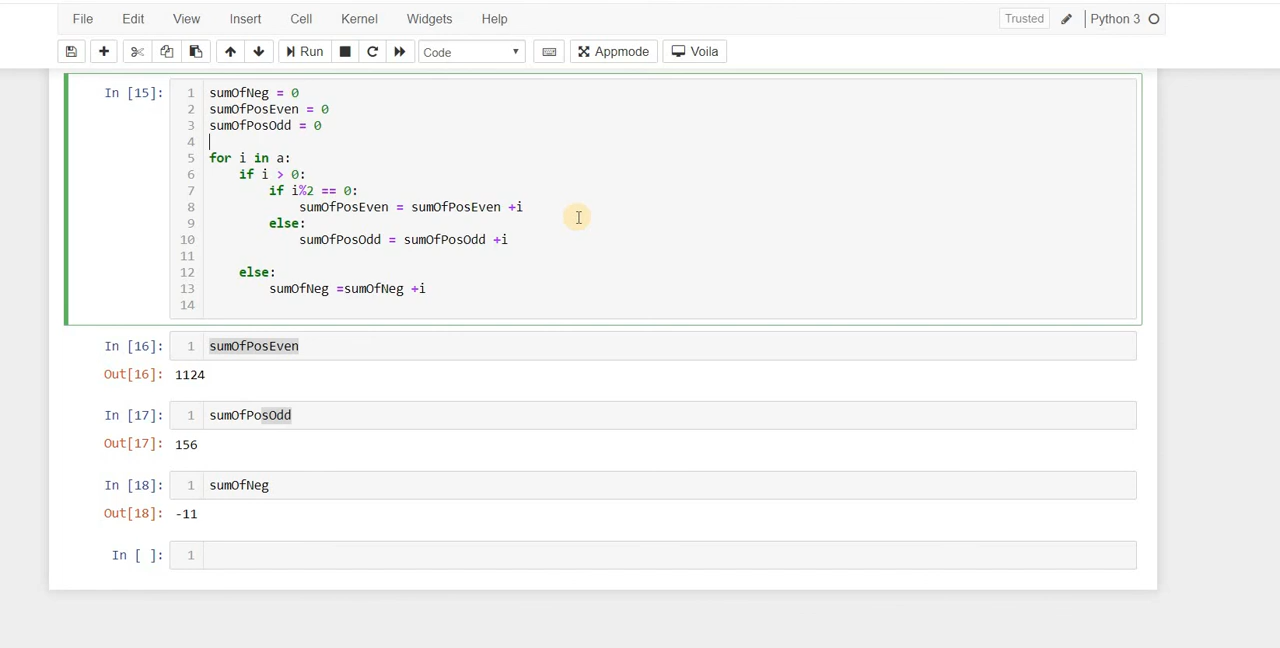 File Edit View Insert Cell Kernel Widgets Help Trusted Python 3
Run Code Appmode Voila
In [15]:
1 sumOfNeg = 0
2 sumOfPosEven = 0
3 sumOfPosOdd = 0
4
5 for i in a:
6 if i > 0:
7 if i%2 == 0:
8 sumOfPosEven = sumOfPosEven +i
9 else:
10 sumOfPosOdd = sumOfPosOdd +i
11
12 else:
13 sumOfNeg =sumOfNeg +i
14
In [16]: 1 sumOfPosEven
Out[16]: 1124
In [17]: 1 sumOfPosOdd
Out[17]: 156
In [18]: 1 sumOfNeg
Out[18]: -11
In [ ]: 1